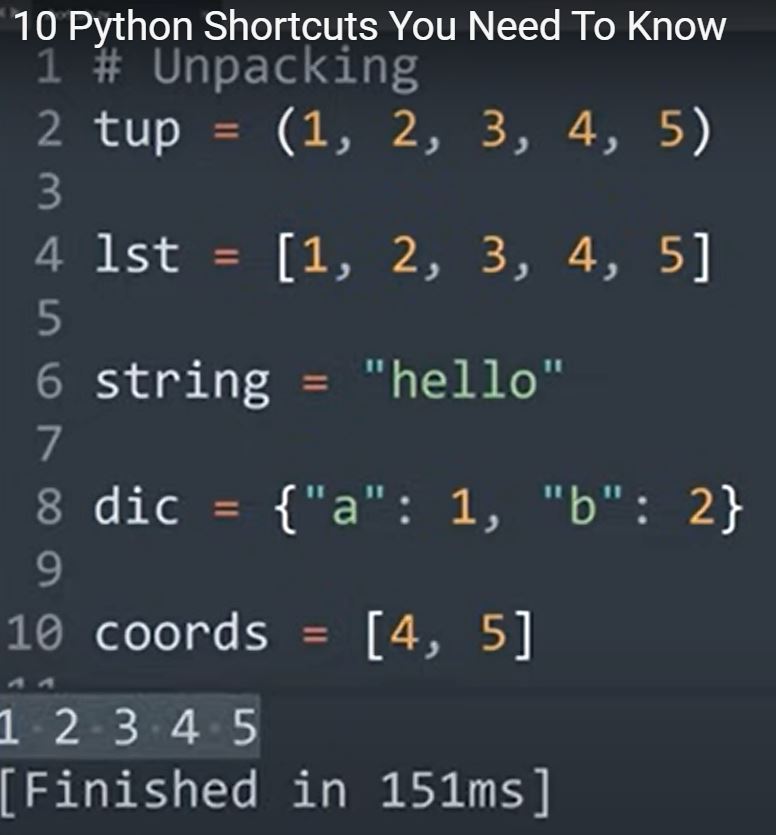 10 Python Shortcuts You Need To Know
1 # Unpacking
2 tup = (1, 2, 3, 4, 5)
3
4 lst = [1, 2, 3, 4, 5]
5
6 string = "hello"
7
8 dic = {"a": 1, "b": 2}
9
10 coords = [4, 5]
1 2 3 4 5
[Finished in 151ms]